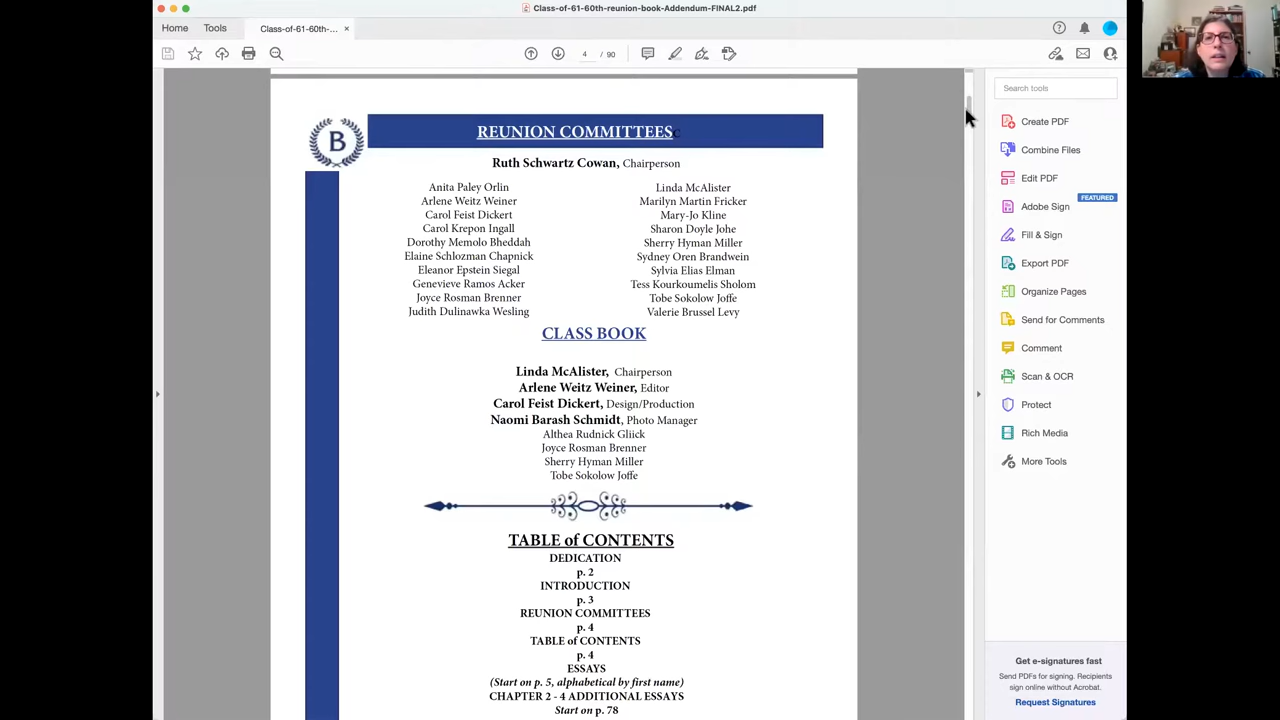 Class-of-61-60th-reunion-book-Addendum-FINAL2.pdf
Home Tools Class-of-61-60th-... ×
4 / 90
Search tools
REUNION COMMITTEESC
B
Ruth Schwartz Cowan, Chairperson
Anita Paley Orlin
Arlene Weitz Weiner
Carol Feist Dickert
Carol Krepon Ingall
Dorothy Memolo Bheddah
Elaine Schlozman Chapnick
Eleanor Epstein Siegal
Genevieve Ramos Acker
Joyce Rosman Brenner
Judith Dulinawka Wesling
Linda McAlister
Marilyn Martin Fricker
Mary-Jo Kline
Sharon Doyle Johe
Sherry Hyman Miller
Sydney Oren Brandwein
Sylvia Elias Elman
Tess Kourkoumelis Sholom
Tobe Sokolow Joffe
Valerie Brussel Levy
CLASS BOOK
Linda McAlister, Chairperson
Arlene Weitz Weiner, Editor
Carol Feist Dickert, Design/Production
Naomi Barash Schmidt, Photo Manager
Althea Rudnick Gliick
Joyce Rosman Brenner
Sherry Hyman Miller
Tobe Sokolow Joffe
TABLE of CONTENTS
DEDICATION
p. 2
INTRODUCTION
p. 3
REUNION COMMITTEES
p. 4
TABLE of CONTENTS
p. 4
ESSAYS
(Start on p. 5, alphabetical by first name)
CHAPTER 2 - 4 ADDITIONAL ESSAYS
Start on p. 78
Create PDF
Combine Files
Edit PDF
FEATURED
Adobe Sign
Fill & Sign
Export PDF
Organize Pages
Send for Comments
Comment
Scan & OCR
Protect
Rich Media
More Tools
Get e-signatures fast
Send PDFs for signing. Recipients
sign online without Acrobat.
Request Signatures